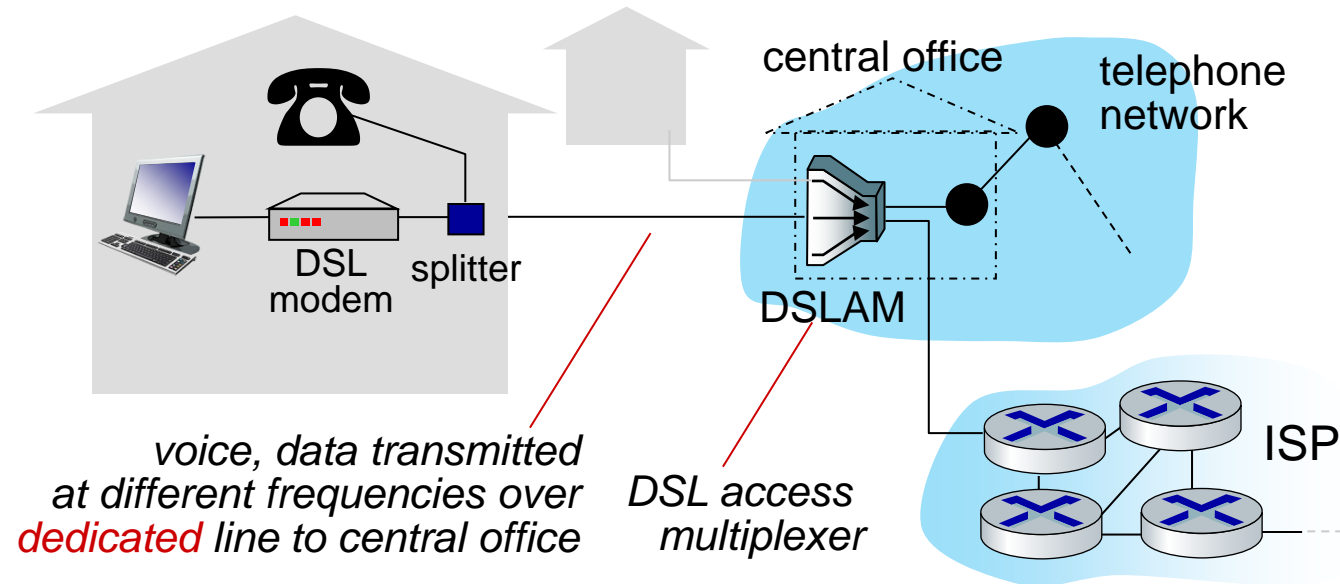 central office
telephone
network
DSL
modem
splitter
DSLAM
ISP
voice, data transmitted
at different frequencies over
dedicated line to central office
DSL access
multiplexer